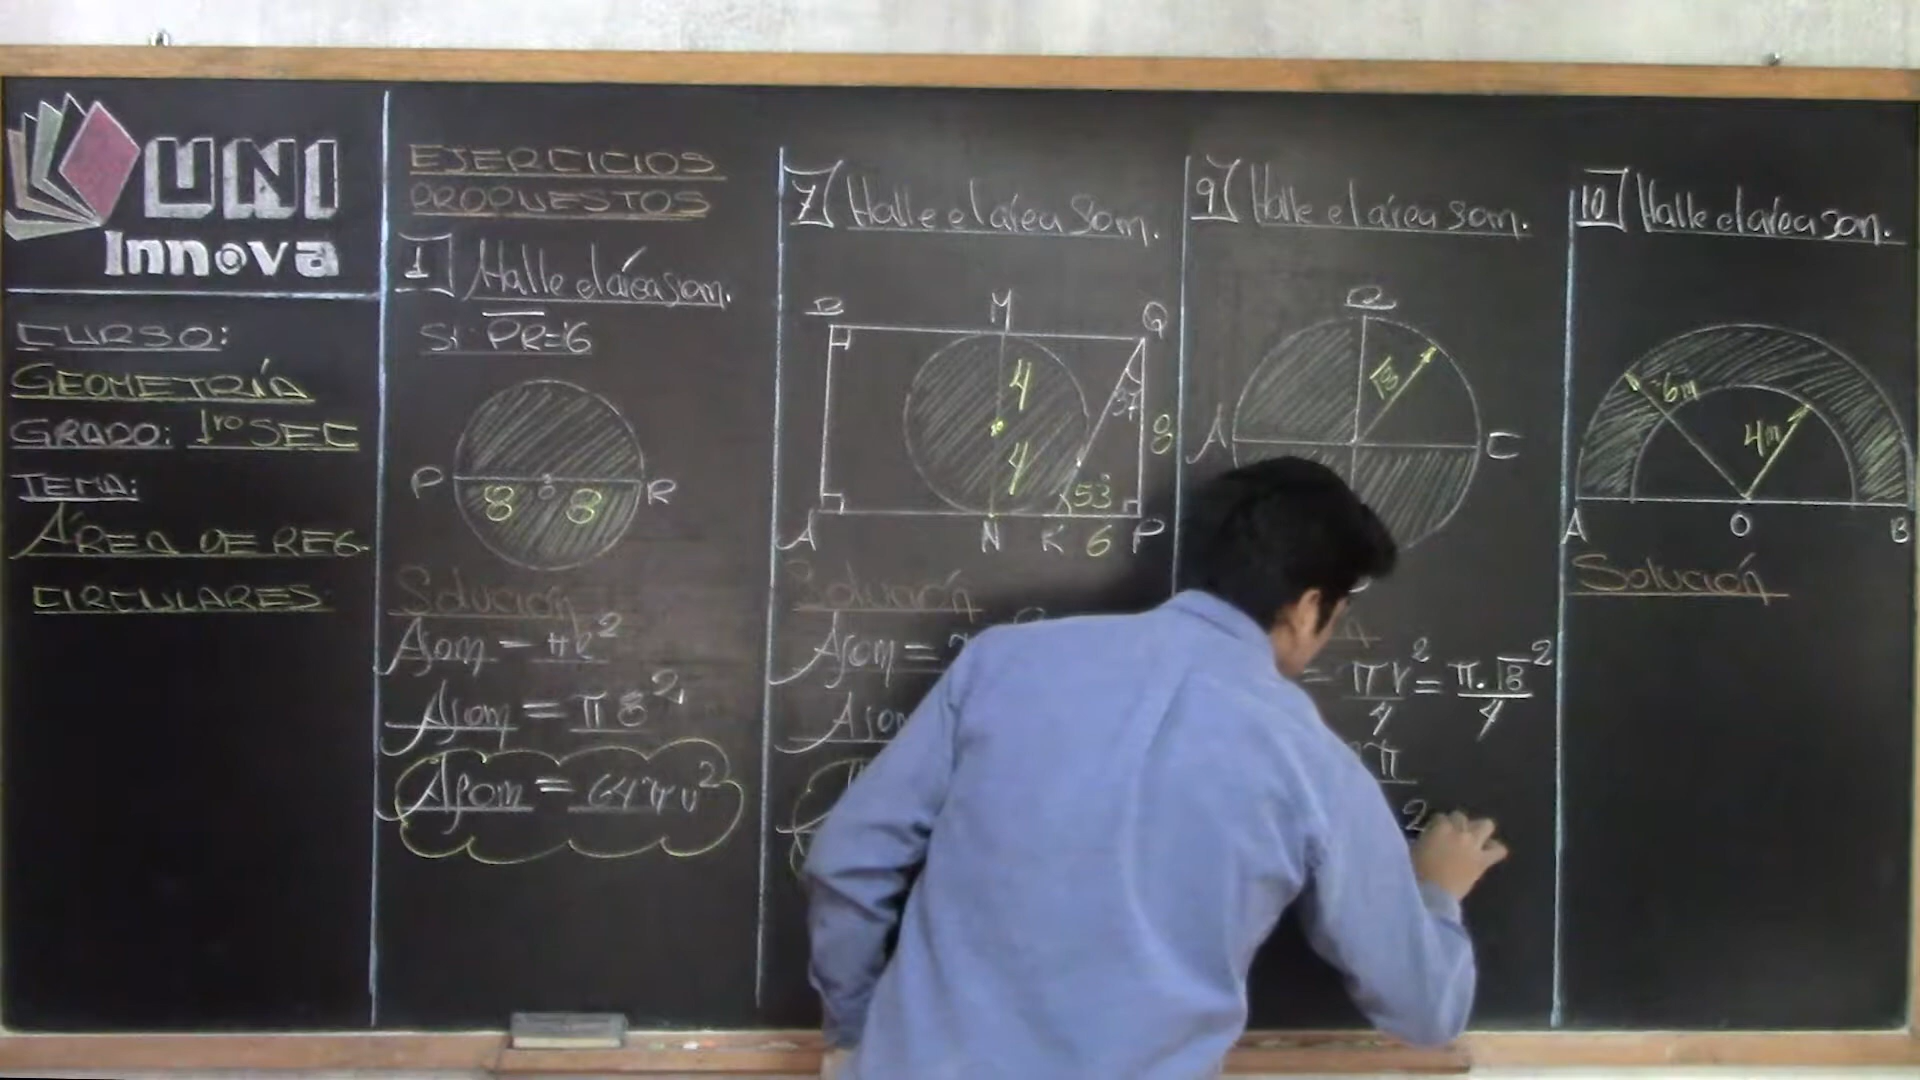 UNI
Innova
CURSO:
GEOMETRÍA
GRADO: 1ro SEC
TEMA:
ÁREA DE REG.
CIRCULARES
EJERCICIOS
PROPUESTOS
1] Halle el área som.
Si: PR=16
P 8 o 8 R
Solución
Asom = πr²
Asom = π8²
Asom = 64πu²
7] Halle el área som.
B M Q
4
37
4 8
53°
A N K 6 P
Solución
Asom =
Asom
9] Halle el área som.
√8
A C
= πr²/4 = π.√8²/4
π
2
10] Halle el área som.
6m
4m
A O B
Solución